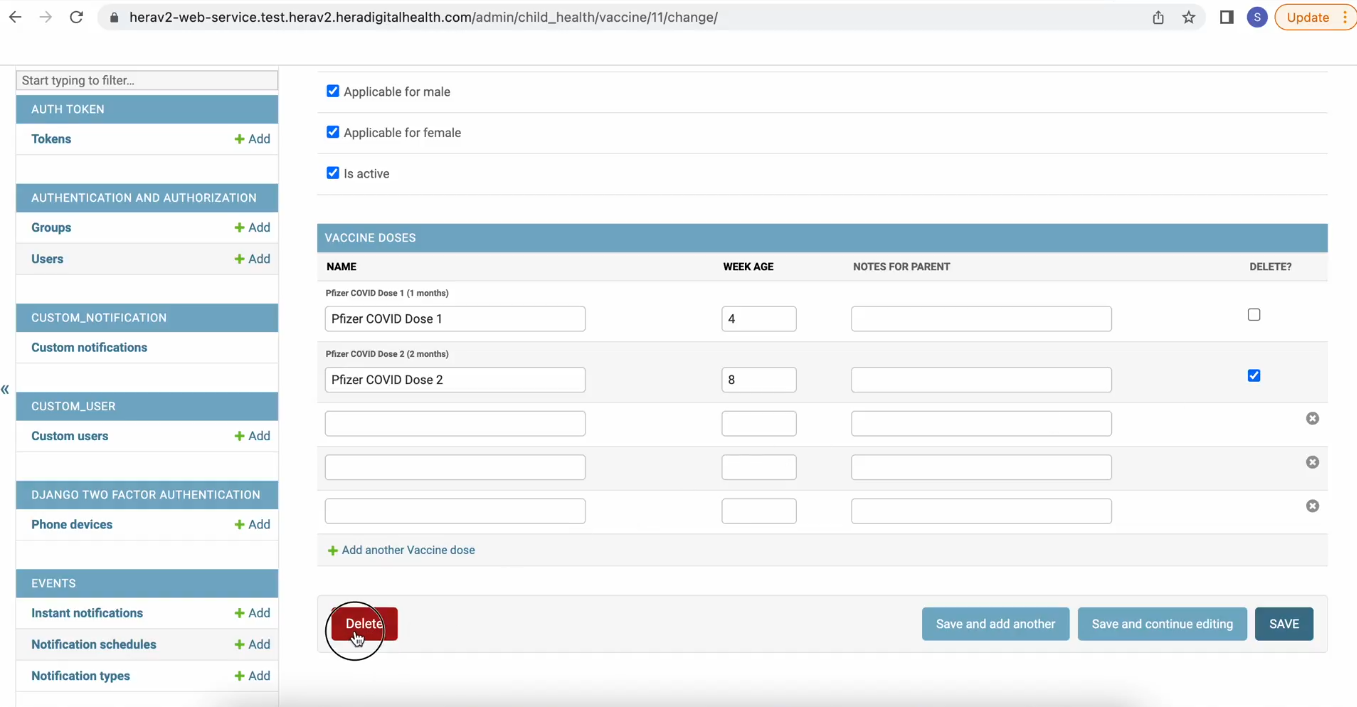 herav2-web-service.test.herav2.heradigitalhealth.com/admin/child_health/vaccine/11/change/
S
Update
Start typing to filter...
AUTH TOKEN
Tokens
Add
AUTHENTICATION AND AUTHORIZATION
Groups
Add
Users
Add
CUSTOM_NOTIFICATION
Custom notifications
«
CUSTOM_USER
Custom users
Add
DJANGO TWO FACTOR AUTHENTICATION
Phone devices
Add
EVENTS
Instant notifications
Add
Notification schedules
Add
Notification types
Add
Applicable for male
Applicable for female
Is active
VACCINE DOSES
NAME WEEK AGE NOTES FOR PARENT DELETE?
Pfizer COVID Dose 1 (1 months)
Pfizer COVID Dose 1 4
Pfizer COVID Dose 2 (2 months)
Pfizer COVID Dose 2 8
Add another Vaccine dose
Delete Save and add another Save and continue editing SAVE